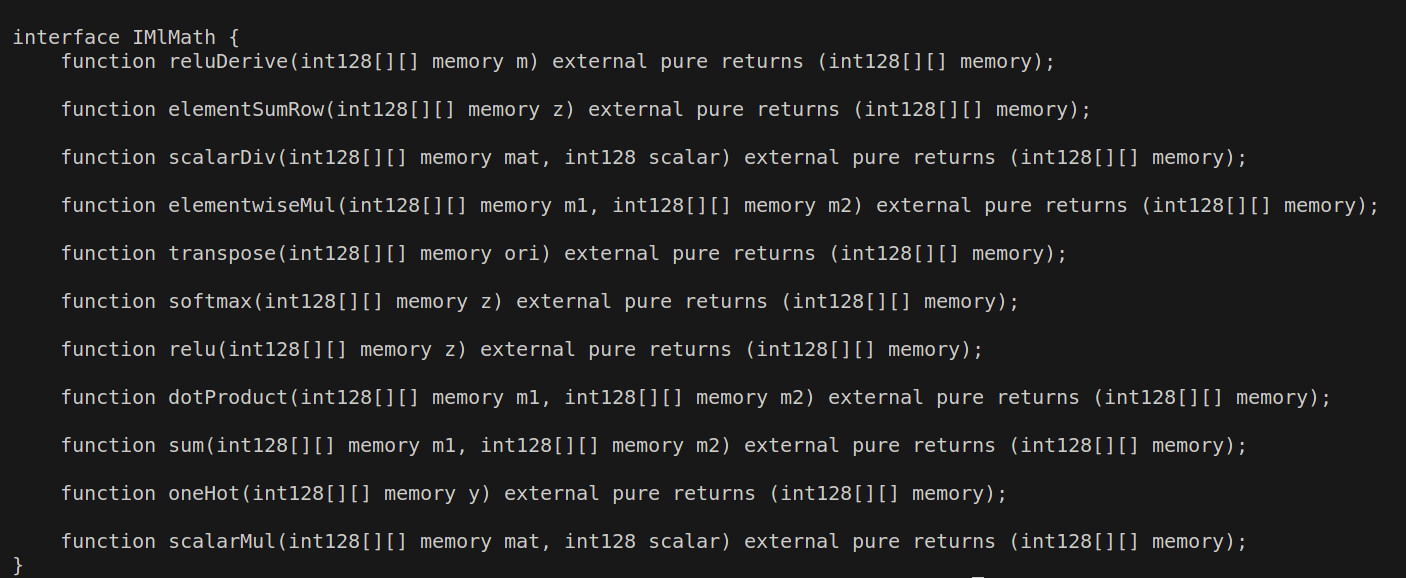 interface IMlMath {
function reluDerive(int128[][] memory m) external pure returns (int128[][] memory);
function elementSumRow(int128[][] memory z) external pure returns (int128[][] memory);
function scalarDiv(int128[][] memory mat, int128 scalar) external pure returns (int128[][] memory);
function elementwiseMul(int128[][] memory m1, int128[][] memory m2) external pure returns (int128[][] memory);
function transpose(int128[][] memory ori) external pure returns (int128[][] memory);
function softmax(int128[][] memory z) external pure returns (int128[][] memory);
function relu(int128[][] memory z) external pure returns (int128[][] memory);
function dotProduct(int128[][] memory m1, int128[][] memory m2) external pure returns (int128[][] memory);
function sum(int128[][] memory m1, int128[][] memory m2) external pure returns (int128[][] memory);
function oneHot(int128[][] memory y) external pure returns (int128[][] memory);
function scalarMul(int128[][] memory mat, int128 scalar) external pure returns (int128[][] memory);
}